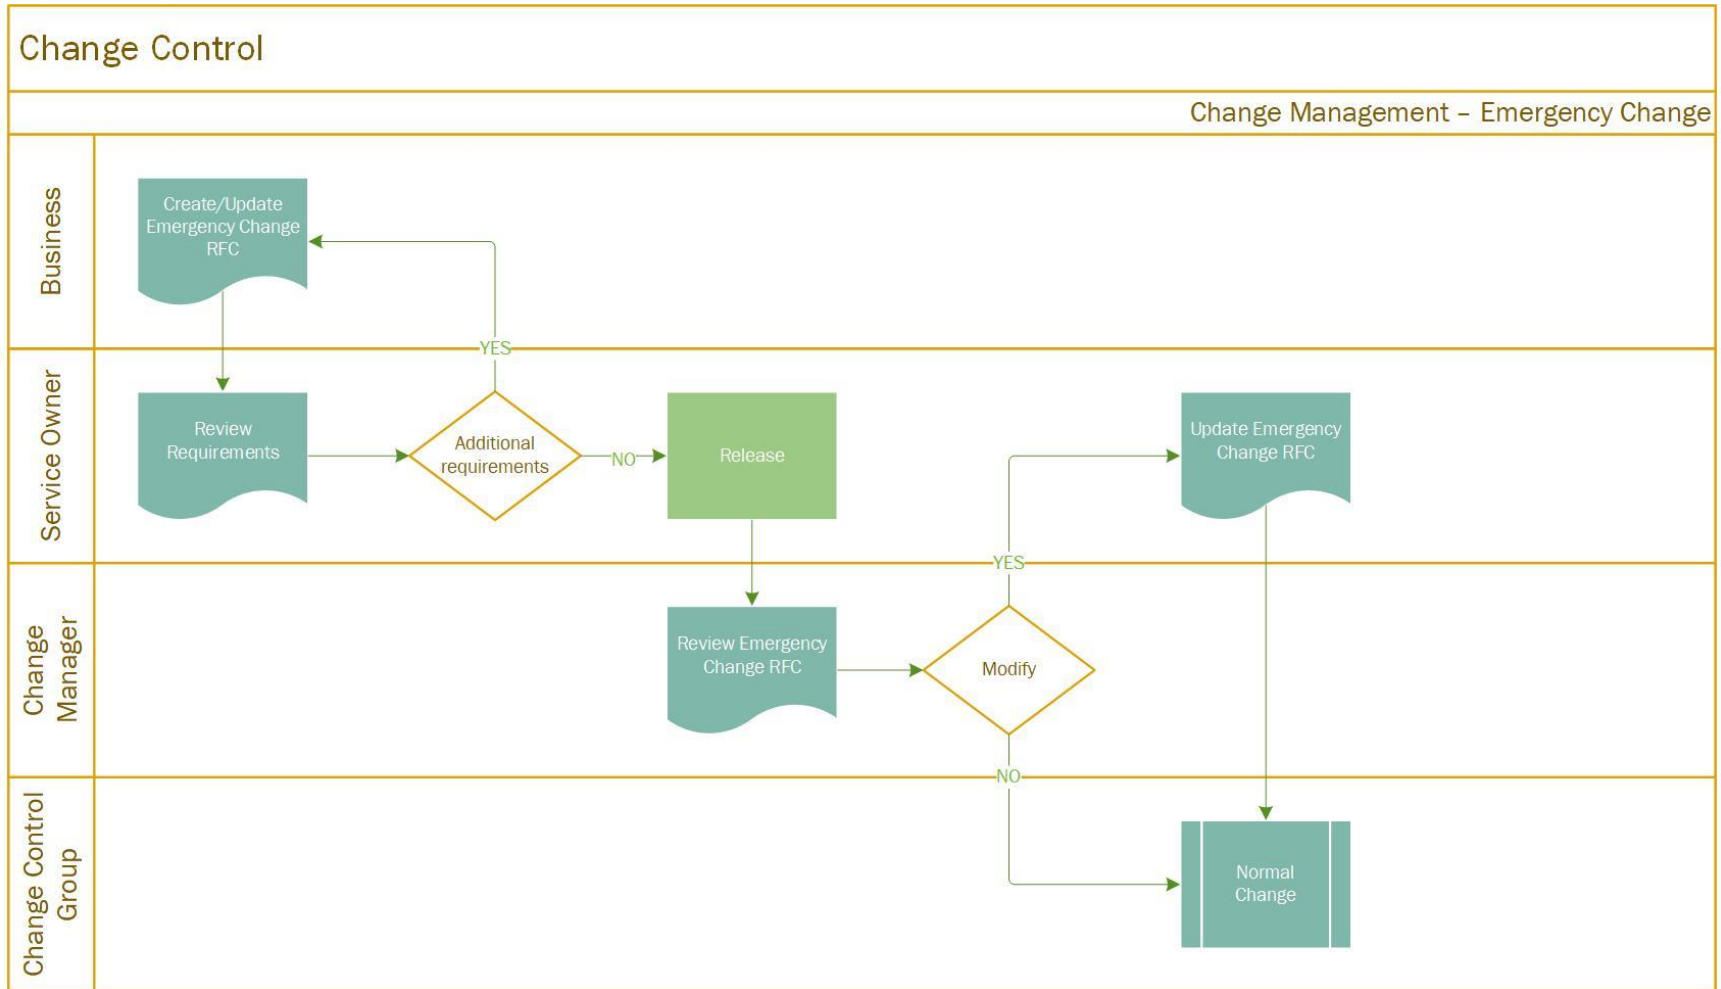 Change Control
Change Management – Emergency Change
Business
Create/Update
Emergency Change
RFC
YES
Service Owner
Review
Requirements
Additional
requirements
NO
Release
Update Emergency
Change RFC
YES
Change
Manager
Review Emergency
Change RFC
Modify
NO
Change Control
Group
Normal
Change